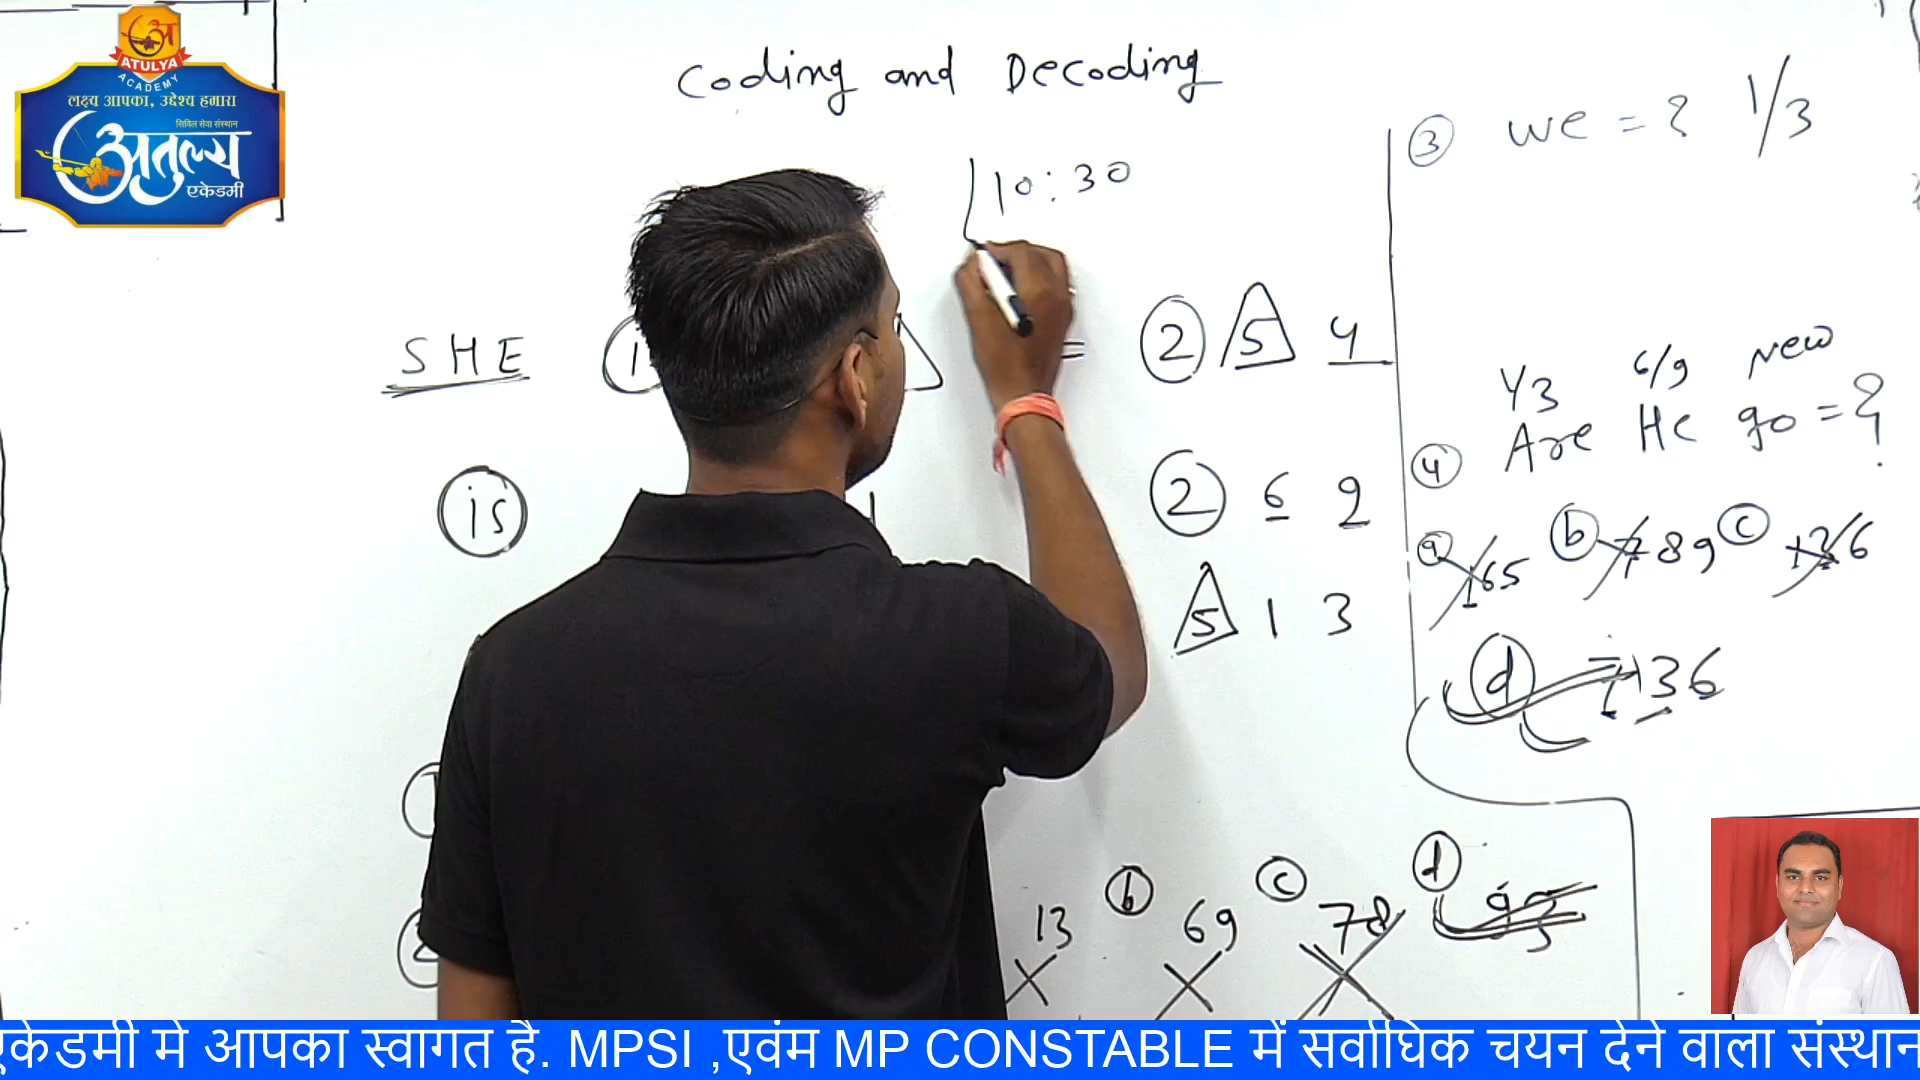 ATULYA
ACADEMY
लक्ष्य आपका, उद्देश्य हमारा
सिविल सेवा संस्थान
अतुल्य
एकेडमी
Coding and Decoding
10:30
SHE
= 2 5 4
is
2 6 9
5 1 3
13 b 69 c 78 d
3 we = ? 1/3
1/3 6/9 New
4 Are He go = ?
a 165 b 789 c 136
d 136
एकेडमी मे आपका स्वागत है. MPSI ,एवंम MP CONSTABLE में सर्वाधिक चयन देने वाला संस्थान